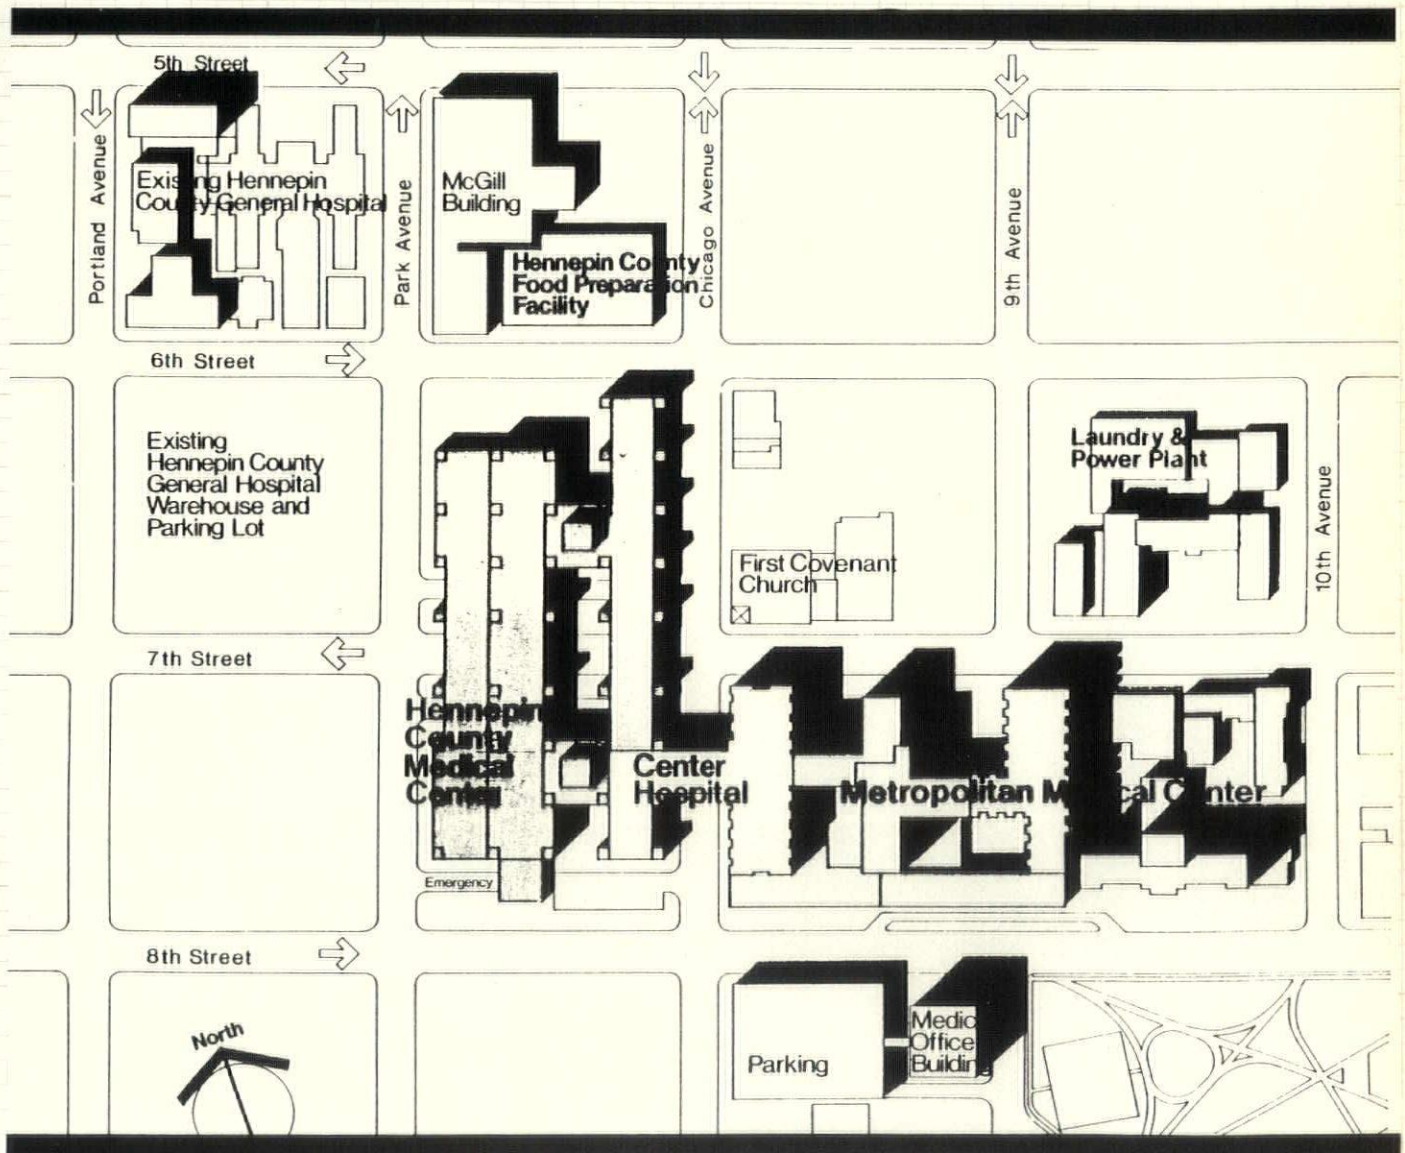 5th Street
Portland Avenue
Existing Hennepin
County General Hospital
Park Avenue
McGill
Building
Hennepin County
Food Preparation
Facility
Chicago Avenue
9th Avenue
6th Street
Existing
Hennepin County
General Hospital
Warehouse and
Parking Lot
Laundry &
Power Plant
10th Avenue
First Covenant
Church
7th Street
Hennepin
County
Medical
Center
Center
Hospital
Metropolitan Medical Center
Emergency
8th Street
North
Parking
Medic
Office
Building